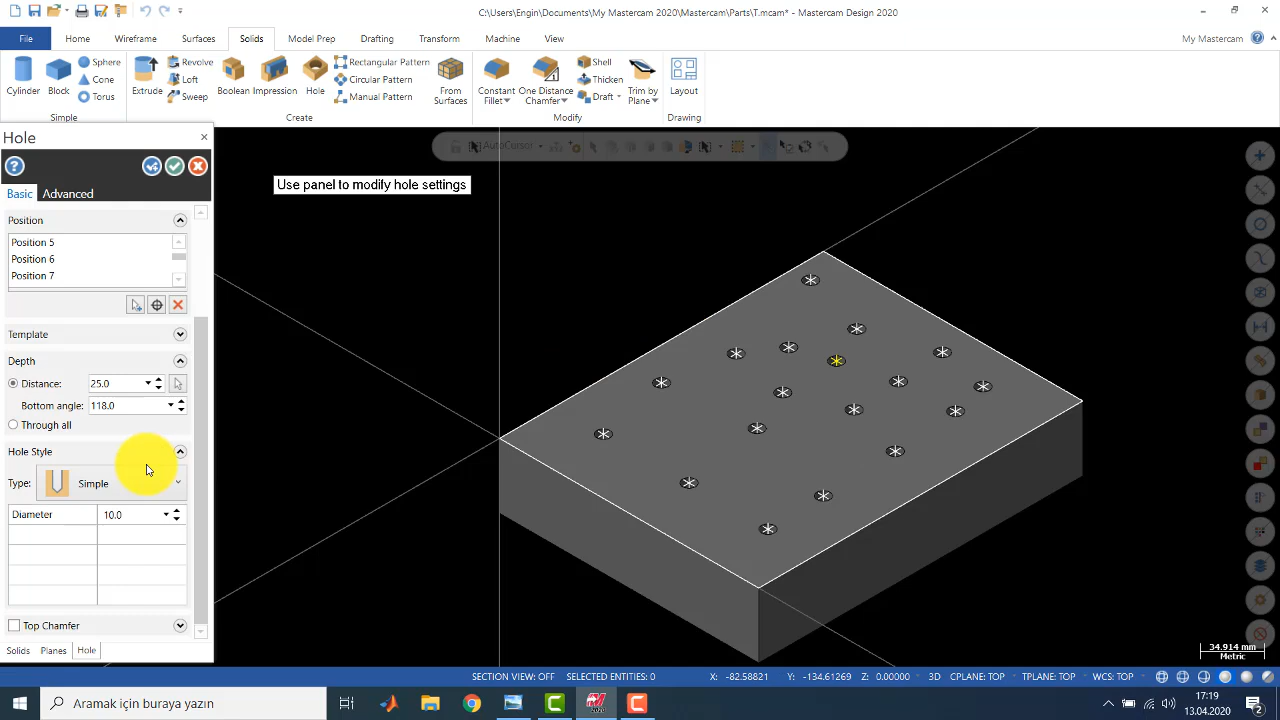 C:\Users\Engin\Documents\My Mastercam 2020\Mastercam\Parts\T.mcam* - Mastercam Design 2020
File Home Wireframe Surfaces Solids Model Prep Drafting Transform Machine View My Mastercam
Cylinder Block Sphere Cone Torus
Extrude Revolve Loft Sweep
Boolean Impression Hole
Rectangular Pattern
Circular Pattern
Manual Pattern
From Surfaces
Constant Fillet
One Distance Chamfer
Shell
Thicken
Draft
Trim by Plane
Layout
Simple Create Modify Drawing
Hole
AutoCursor
Use panel to modify hole settings
Basic Advanced
Position
Position 5
Position 6
Position 7
Template
Depth
Distance: 25.0
Bottom angle: 118.0
Through all
Hole Style
Type: Simple
Diameter 10.0
Top Chamfer
Solids Planes Hole
34.914 mm
Metric
SECTION VIEW: OFF SELECTED ENTITIES: 0 X: -82.58821 Y: -134.61269 Z: 0.00000 3D CPLANE: TOP TPLANE: TOP WCS: TOP
Aramak için buraya yazın
2020
17:19
13.04.2020
2